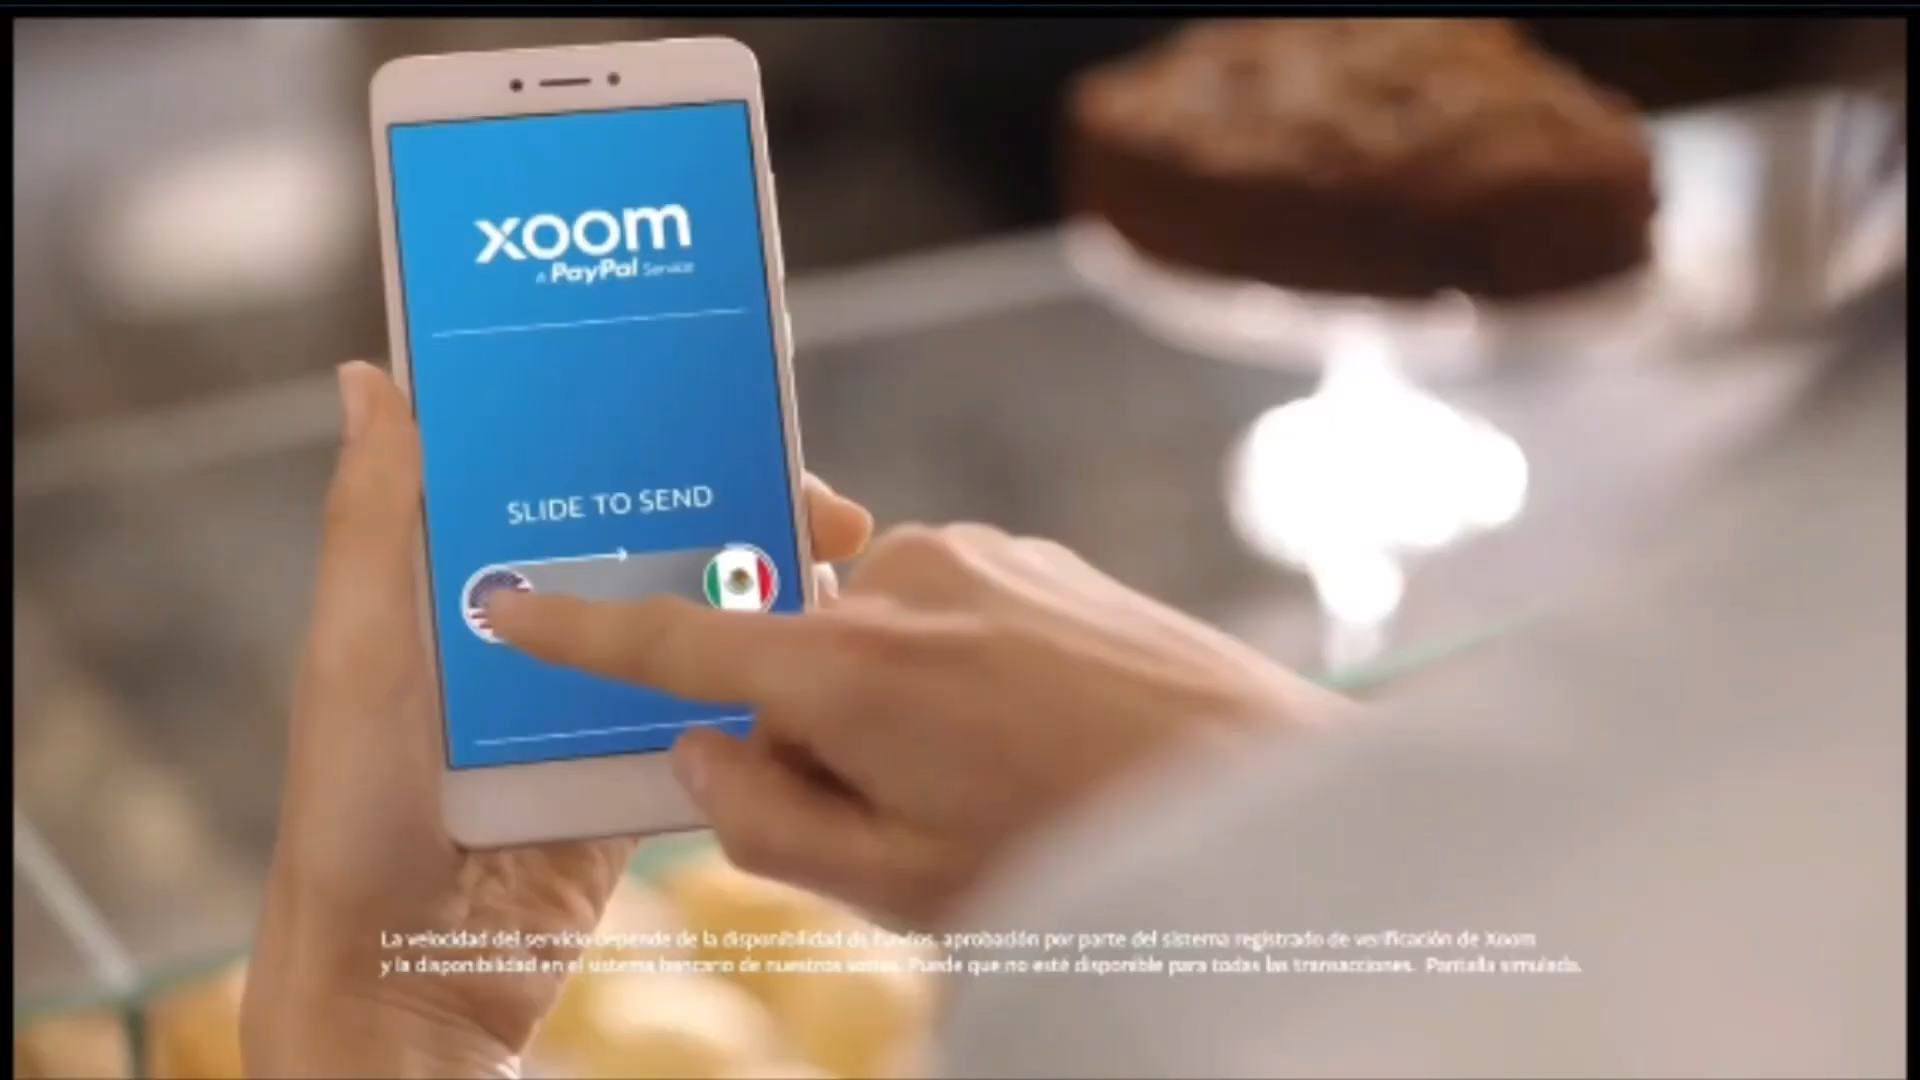 xoom
A PayPal Service
SLIDE TO SEND
La velocidad del servicio depende de la disponibilidad de fondos, aprobación por parte del sistema registrado de verificación de Xoom
y la disponibilidad en el sistema bancario de nuestros socios. Puede que no esté disponible para todas las transacciones. Pantalla simulada.